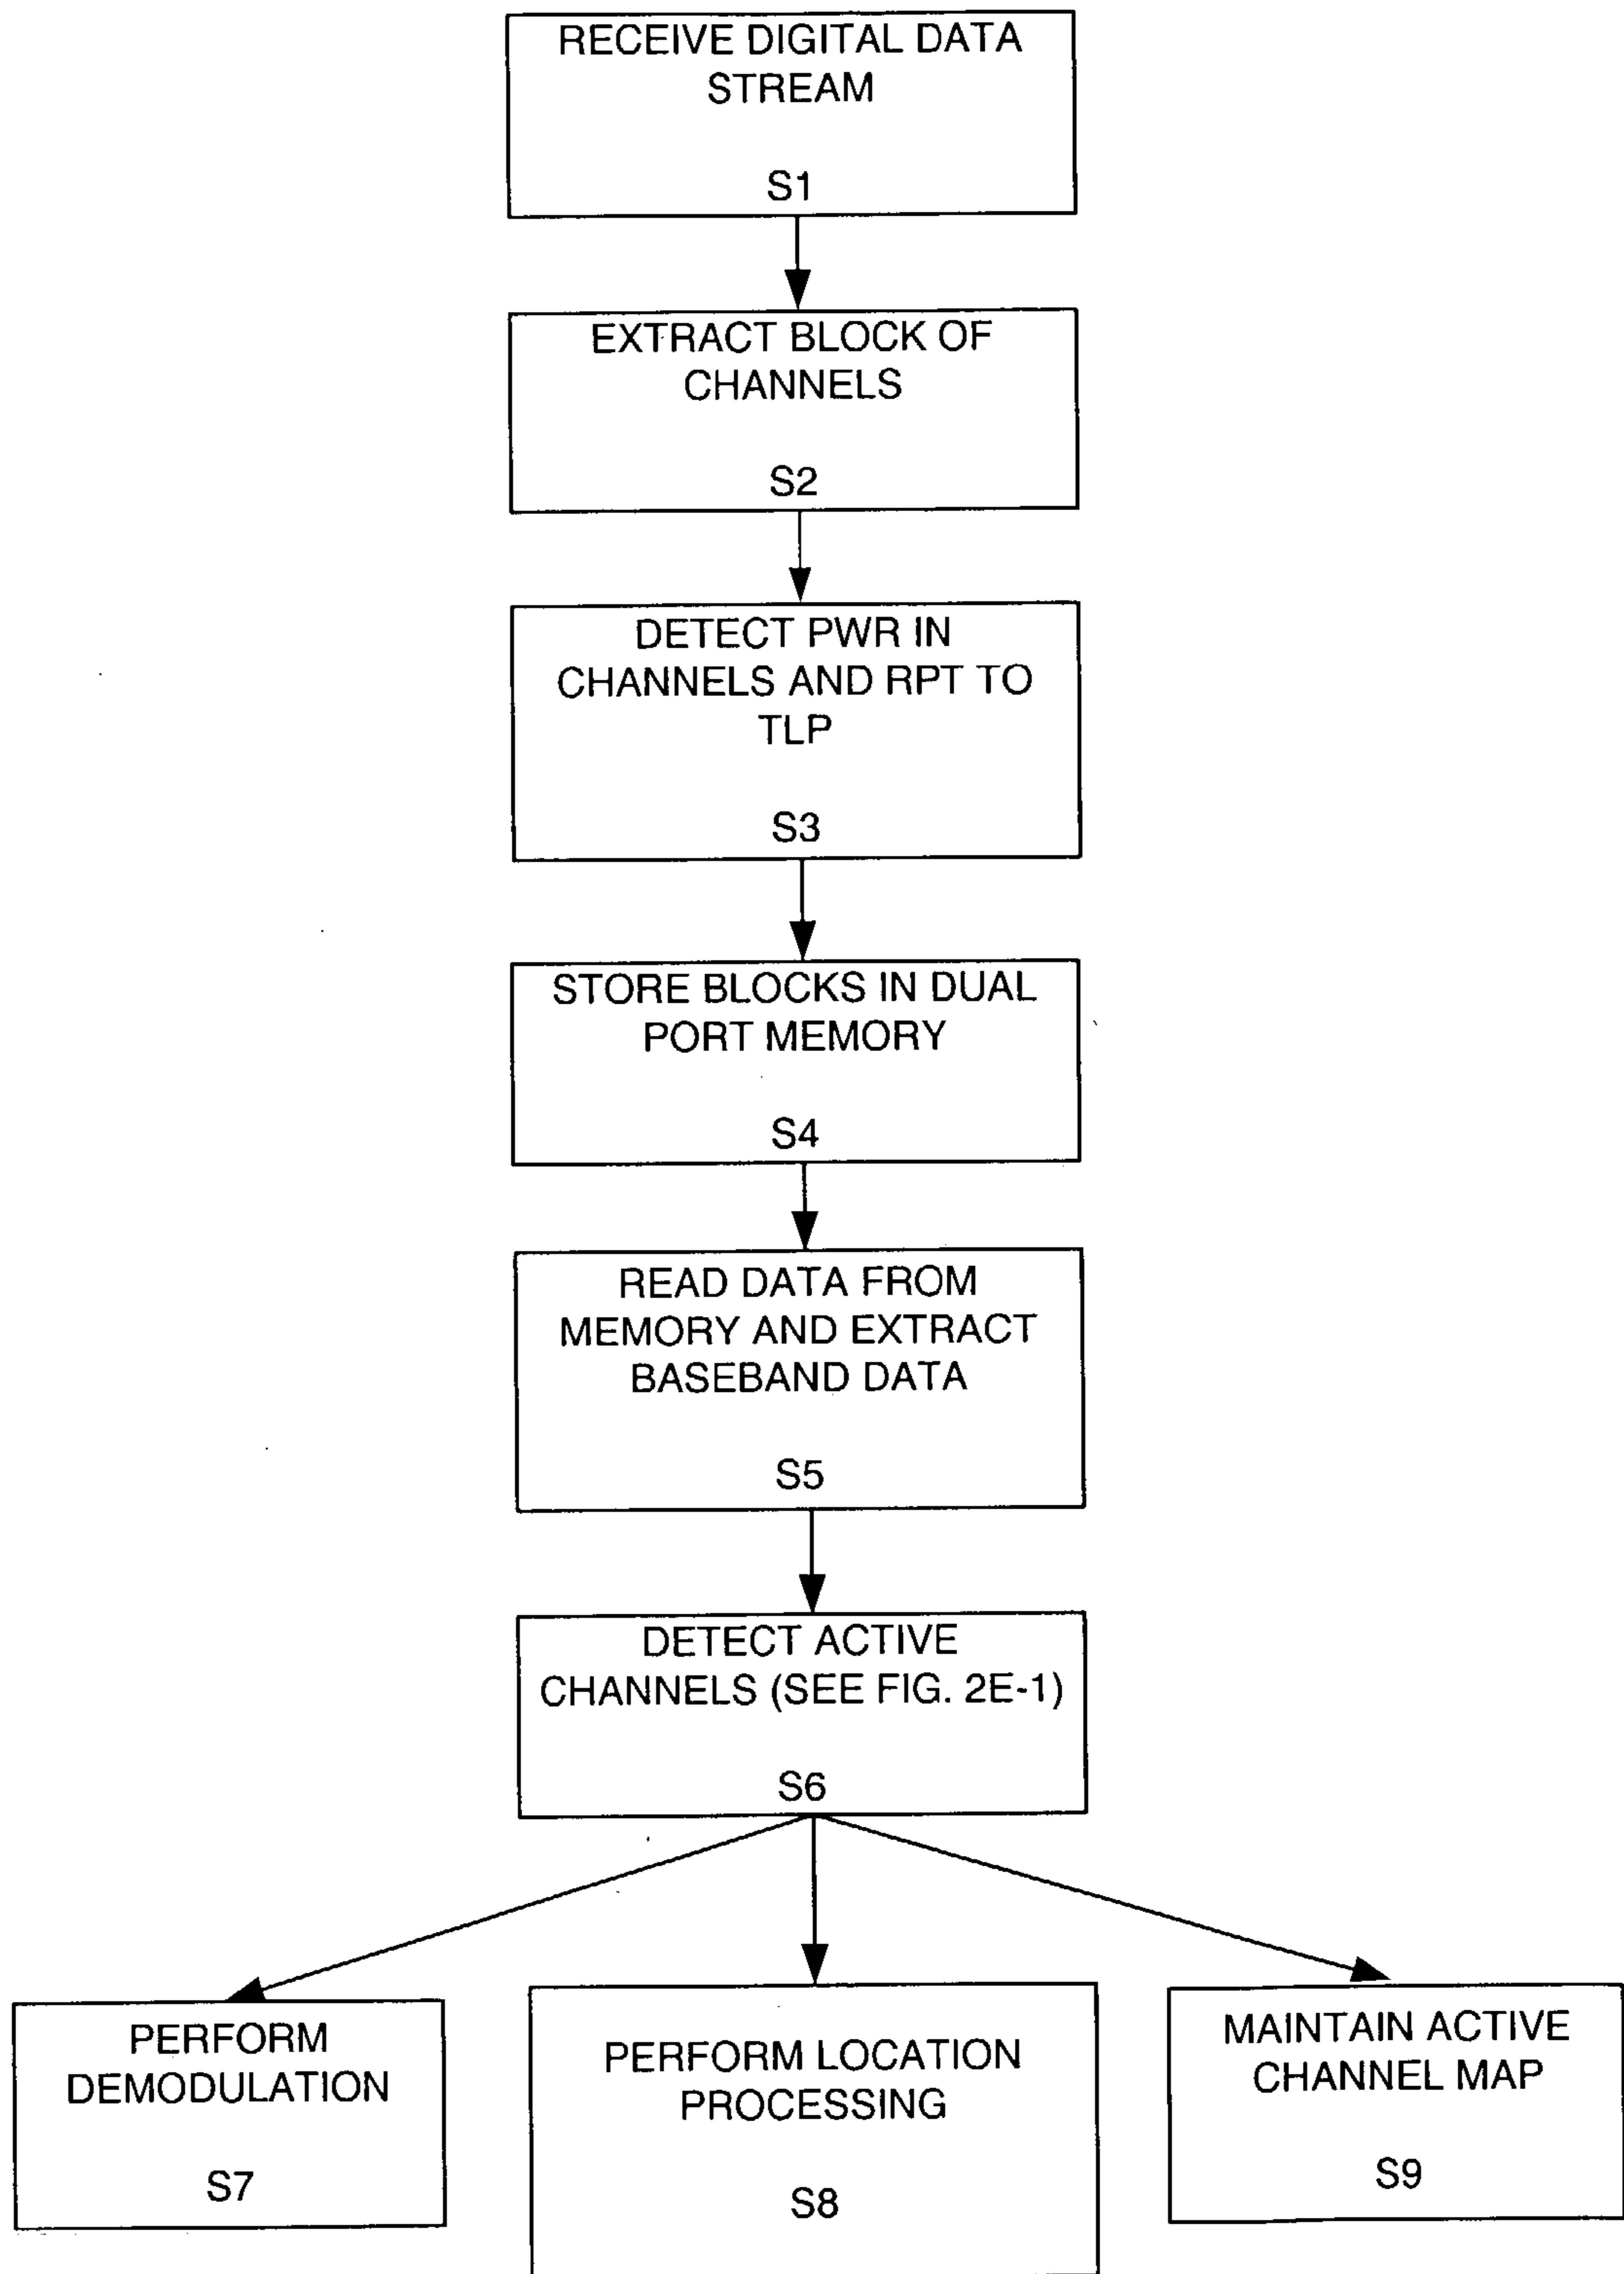 RECEIVE DIGITAL DATA
STREAM
S1
EXTRACT BLOCK OF
CHANNELS
S2
DETECT PWR IN
CHANNELS AND RPT TO
TLP
S3
STORE BLOCKS IN DUAL
PORT MEMORY
S4
READ DATA FROM
MEMORY AND EXTRACT
BASEBAND DATA
S5
DETECT ACTIVE
CHANNELS (SEE FIG. 2E-1)
S6
PERFORM
DEMODULATION
S7
PERFORM LOCATION
PROCESSING
S8
MAINTAIN ACTIVE
CHANNEL MAP
S9